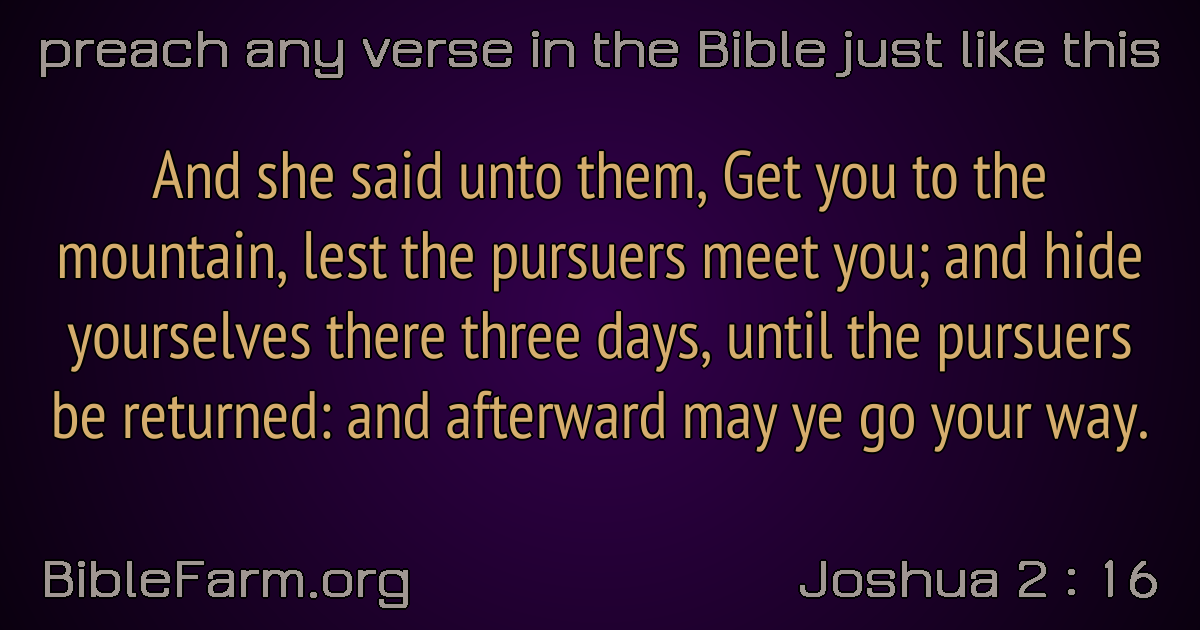 preach any verse in the Bible just like this
And she said unto them, Get you to the
mountain, lest the pursuers meet you; and hide
yourselves there three days, until the pursuers
be returned: and afterward may ye go your way.
BibleFarm.org
Joshua 2 : 16